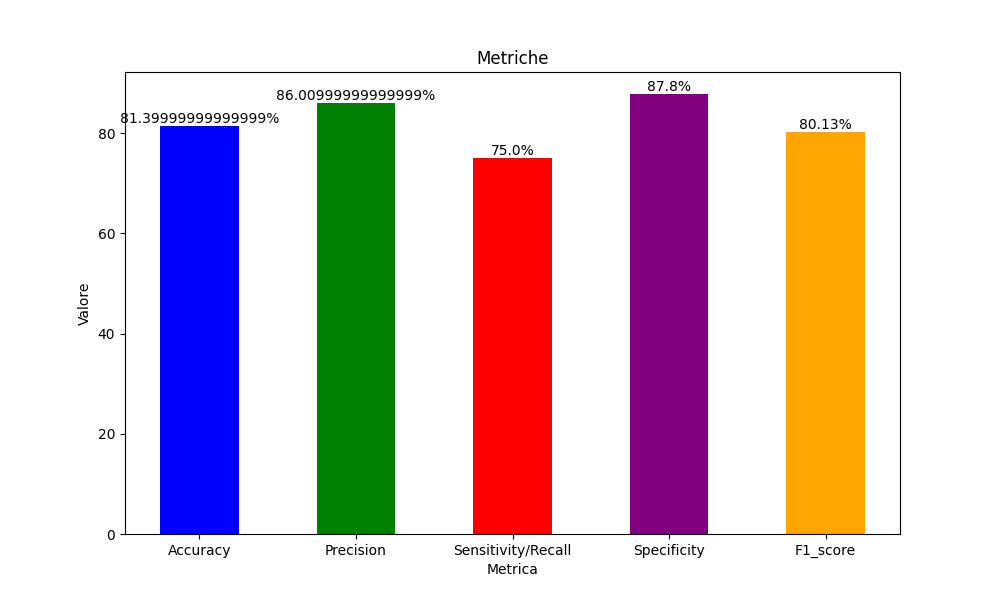 Metriche
81.39999999999999%
86.00999999999999%
75.0%
87.8%
80.13%
80
60
40
20
0
Valore
Accuracy
Precision
Sensitivity/Recall
Specificity
F1_score
Metrica